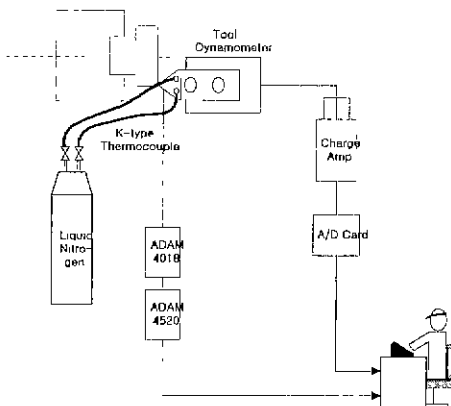 Tool
Dynamometer
K-type
Thermocouple
Charge
Amp
Liquid
Nitro-
gen
A/D Card
ADAM
4018
ADAM
4520